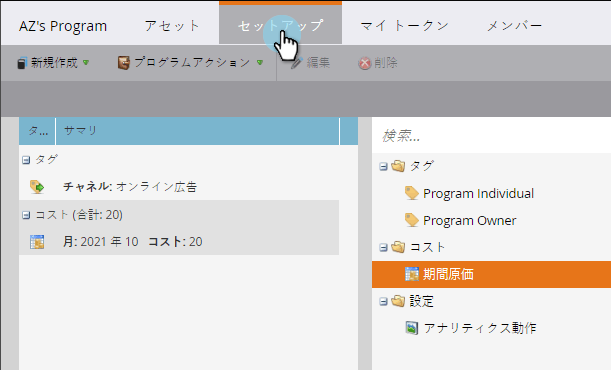 AZ's Program アセット セットアップ マイ トークン メンバー
新規作成 プログラムアクション 編集 削除
タ... サマリ
検索...
タグ
チャネル: オンライン広告
コスト (合計: 20)
月: 2021 年 10 コスト: 20
タグ
Program Individual
Program Owner
コスト
期間原価
設定
アナリティクス動作